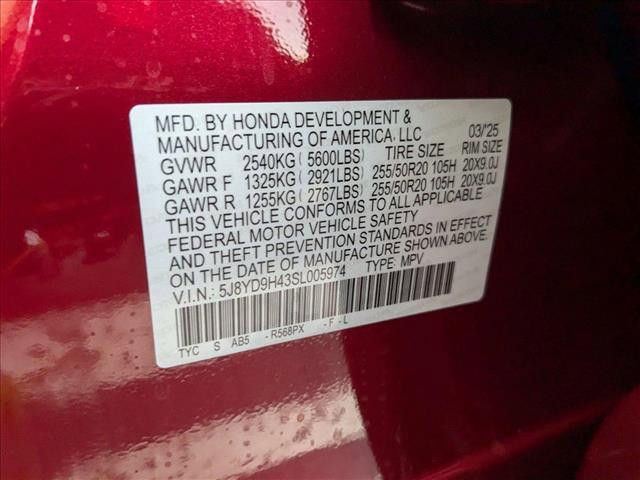 MFD. BY HONDA DEVELOPMENT &
MANUFACTURING OF AMERICA, LLC 03/'25
GVWR 2540KG ( 5600LBS) TIRE SIZE RIM SIZE
GAWR F 1325KG ( 2921LBS) 255/50R20 105H 20X9.0J
GAWR R 1255KG ( 2767LBS) 255/50R20 105H 20X9.0J
THIS VEHICLE CONFORMS TO ALL APPLICABLE
FEDERAL MOTOR VEHICLE SAFETY
AND THEFT PREVENTION STANDARDS IN EFFECT
ON THE DATE OF MANUFACTURE SHOWN ABOVE.
V.I.N.: 5J8YD9H43SL005974 TYPE: MPV
TYC S AB5 - R568PX - F - L